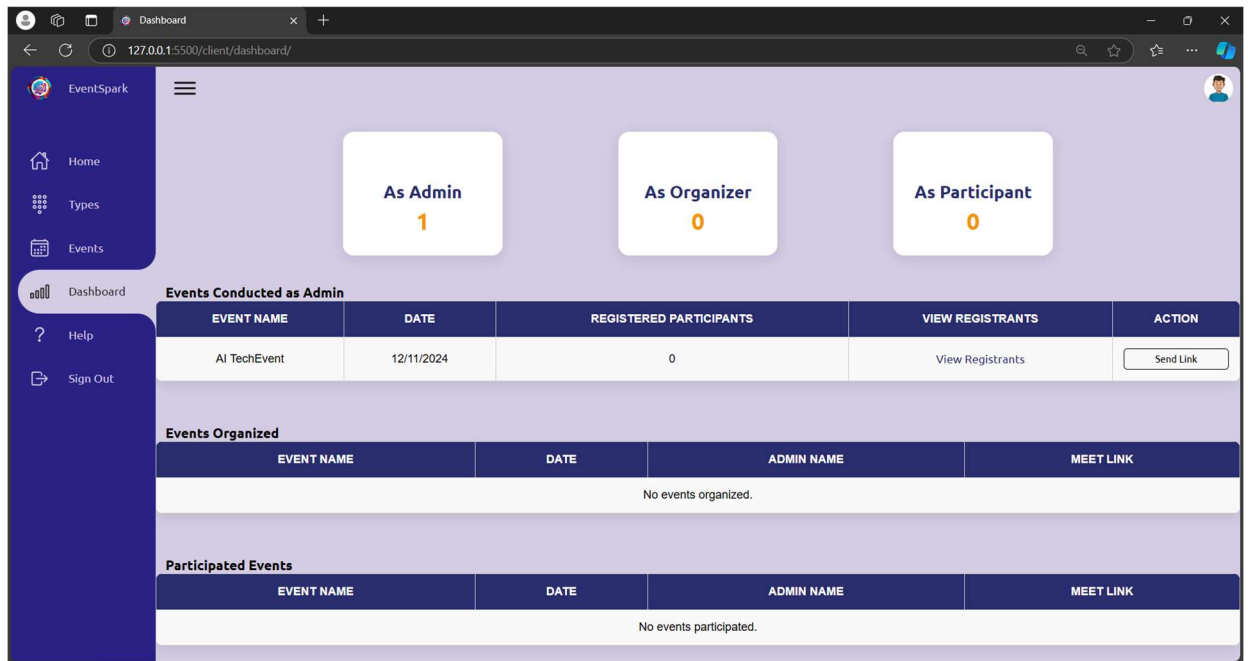 Dashboard
127.0.0.1:5500/client/dashboard/
EventSpark
Home
Types
Events
Dashboard
Help
Sign Out
As Admin
1
As Organizer
0
As Participant
0
Events Conducted as Admin
EVENT NAME DATE REGISTERED PARTICIPANTS VIEW REGISTRANTS ACTION
AI TechEvent 12/11/2024 0 View Registrants Send Link
Events Organized
EVENT NAME DATE ADMIN NAME MEET LINK
No events organized.
Participated Events
EVENT NAME DATE ADMIN NAME MEET LINK
No events participated.